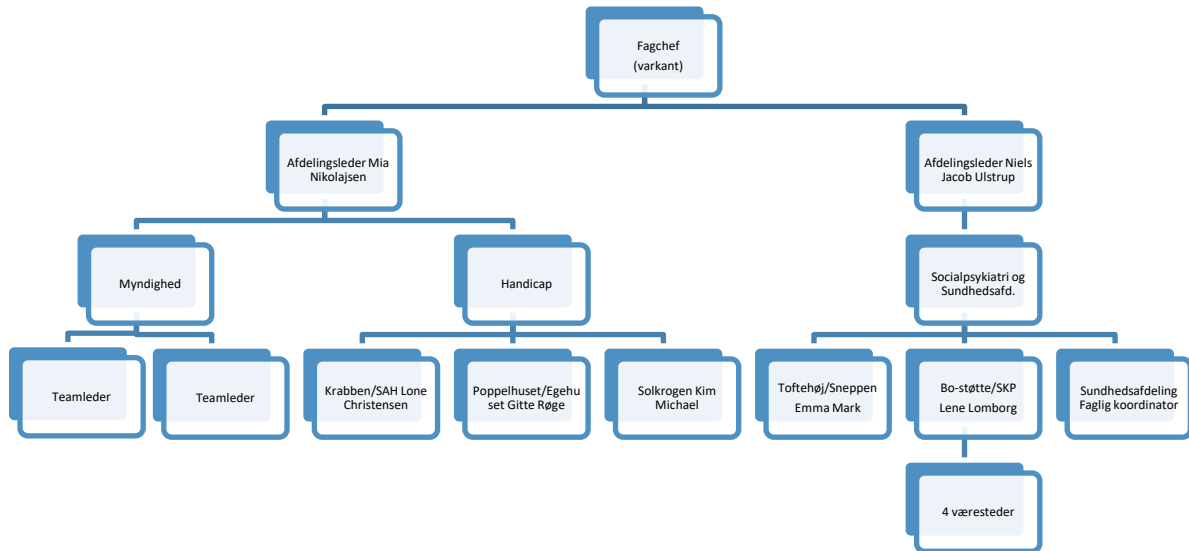 Fagchef
(varkant)
Afdelingsleder Mia
Nikolajsen
Afdelingsleder Niels
Jacob Ulstrup
Myndighed
Handicap
Socialpsykiatri og
Sundhedsafd.
Teamleder
Teamleder
Krabben/SAH Lone
Christensen
Poppelhuset/Egehu
set Gitte Røge
Solkrogen Kim
Michael
Toftehøj/Sneppen
Emma Mark
Bo-støtte/SKP
Lene Lomborg
Sundhedsafdeling
Faglig koordinator
4 væresteder